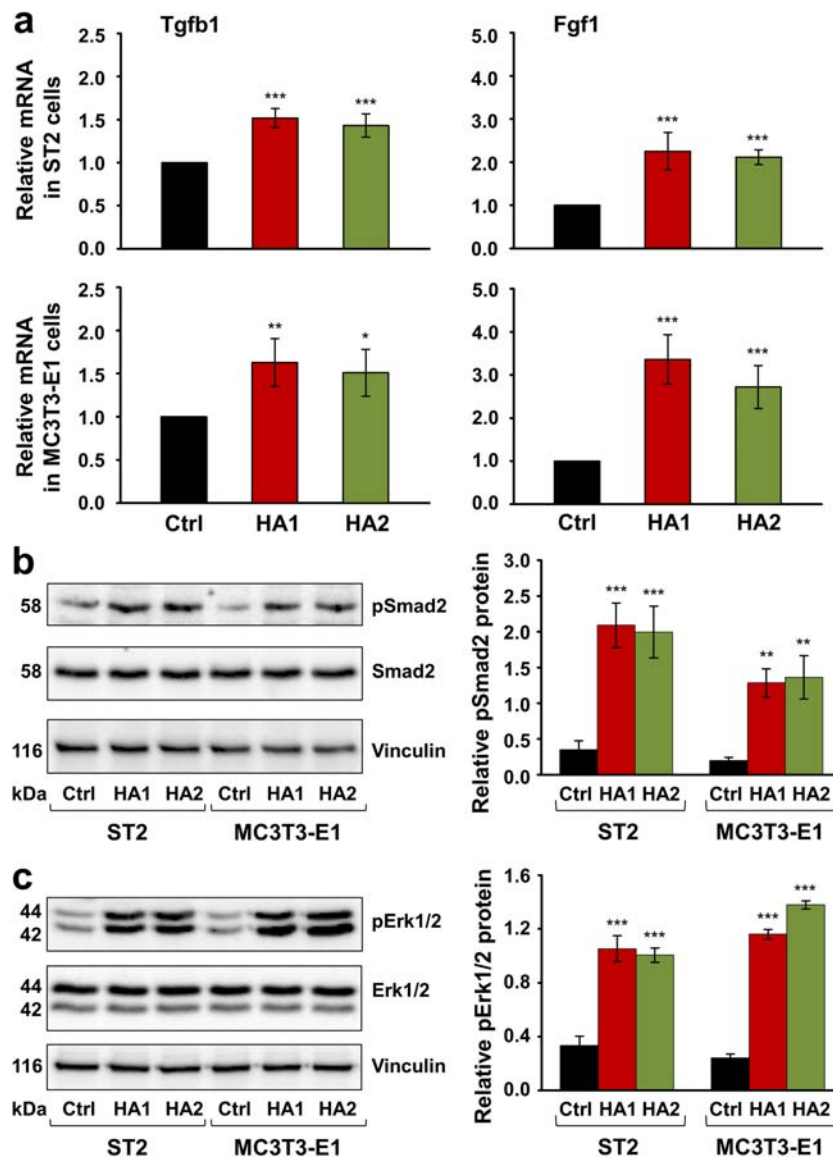 a
Tgfb1
Fgf1
Relative mRNA
in ST2 cells
2.5
2.0
1.5
1.0
0.5
0.0
***
***
5.0
4.0
3.0
2.0
1.0
0.0
***
***
Relative mRNA
in MC3T3-E1 cells
2.5
2.0
1.5
1.0
0.5
0.0
**
*
Ctrl HA1 HA2
5.0
4.0
3.0
2.0
1.0
0.0
***
***
Ctrl HA1 HA2
b
58 pSmad2
58 Smad2
116 Vinculin
kDa Ctrl HA1 HA2 Ctrl HA1 HA2
ST2 MC3T3-E1
Relative pSmad2 protein
3.0
2.5
2.0
1.5
1.0
0.5
0.0
*** ***
** **
Ctrl HA1 HA2 Ctrl HA1 HA2
ST2 MC3T3-E1
c
44 pErk1/2
42
44 Erk1/2
42
116 Vinculin
kDa Ctrl HA1 HA2 Ctrl HA1 HA2
ST2 MC3T3-E1
Relative pErk1/2 protein
1.6
1.2
0.8
0.4
0.0
*** ***
*** ***
Ctrl HA1 HA2 Ctrl HA1 HA2
ST2 MC3T3-E1